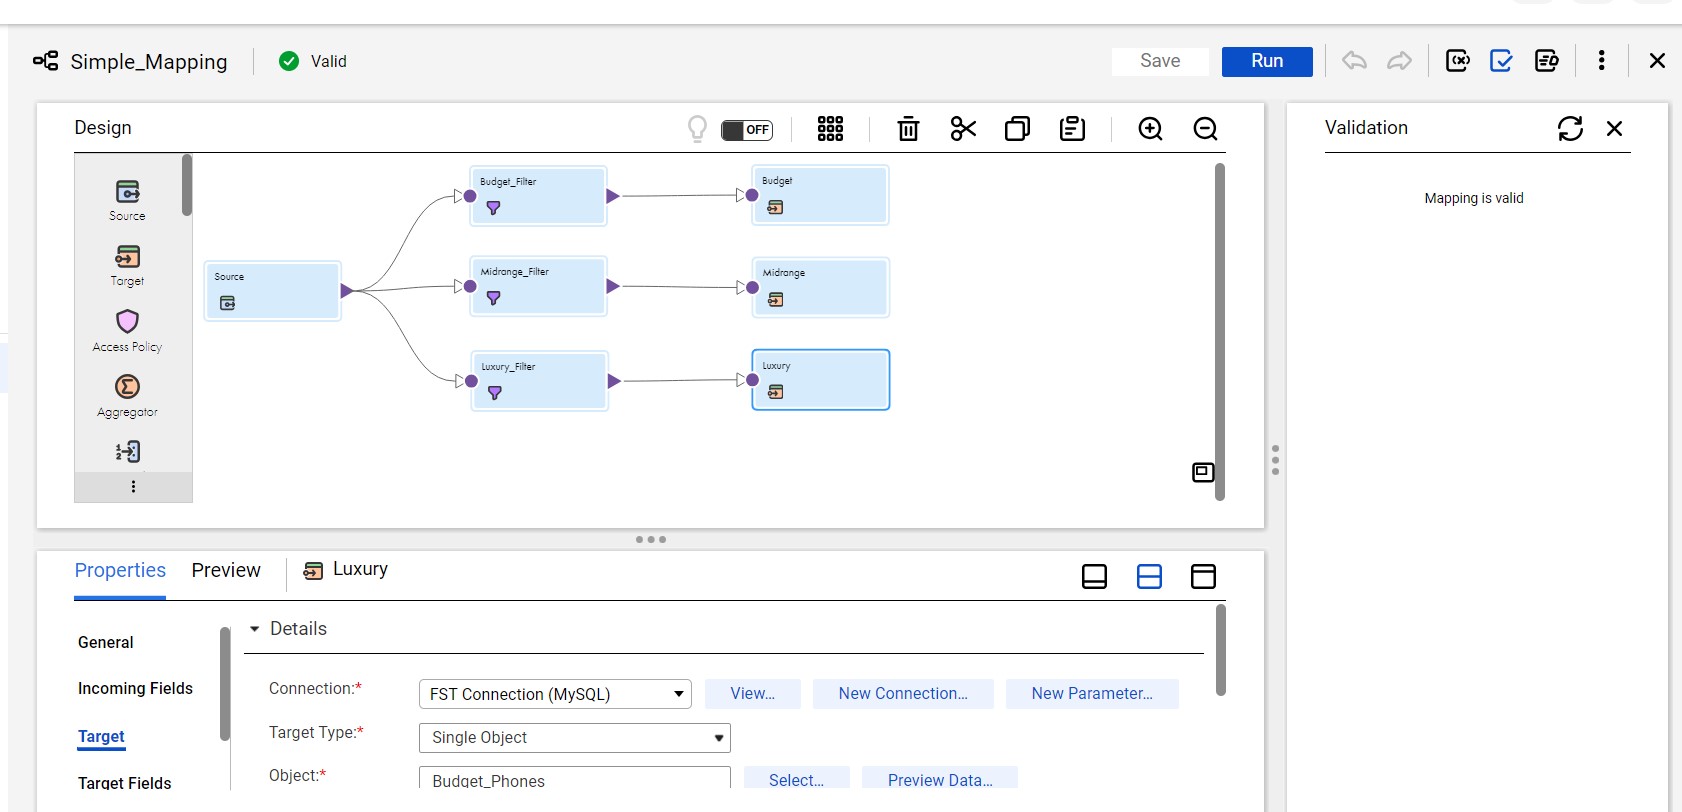 Simple_Mapping
Valid
Save
Run
Design
OFF
Source
Target
Access Policy
Aggregator
Source
Budget_Filter
Budget
Midrange_Filter
Midrange
Luxury_Filter
Luxury
Validation
Mapping is valid
Properties
Preview
Luxury
General
Incoming Fields
Target
Target Fields
Details
Connection:*
FST Connection (MySQL)
View...
New Connection...
New Parameter...
Target Type:*
Single Object
Object:*
Budget_Phones
Select...
Preview Data...